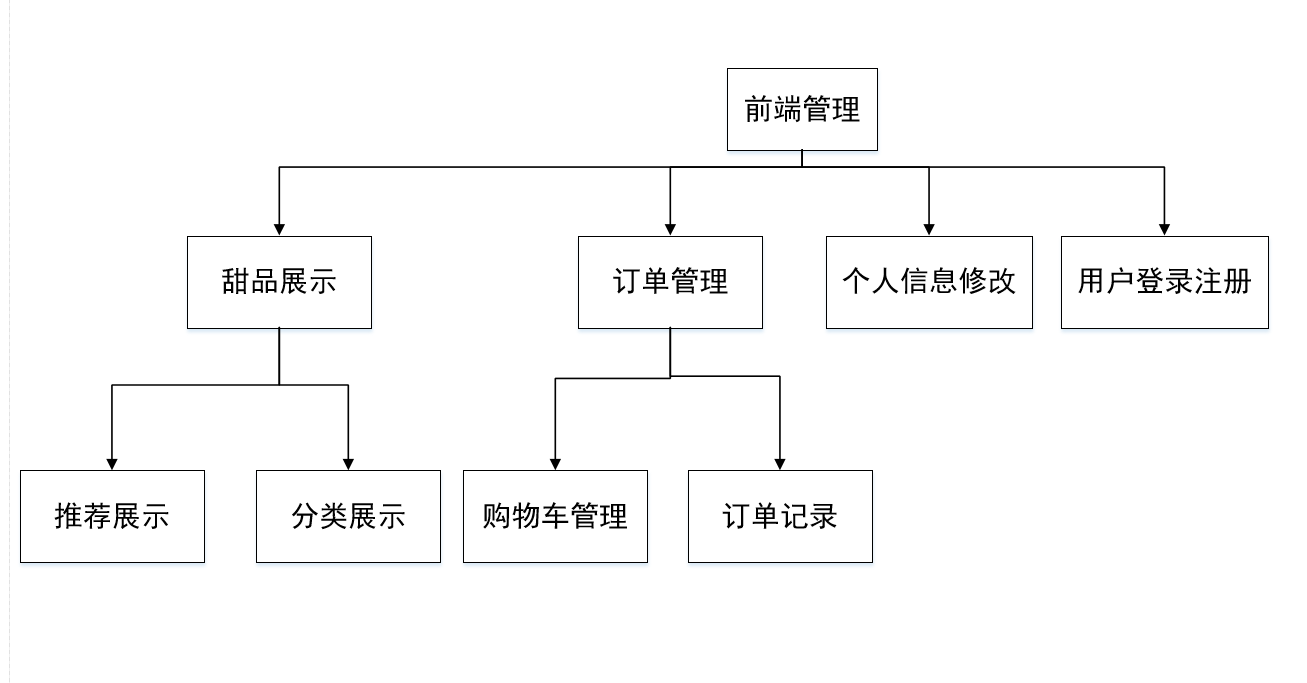 前端管理
甜品展示
订单管理
个人信息修改
用户登录注册
推荐展示
分类展示
购物车管理
订单记录